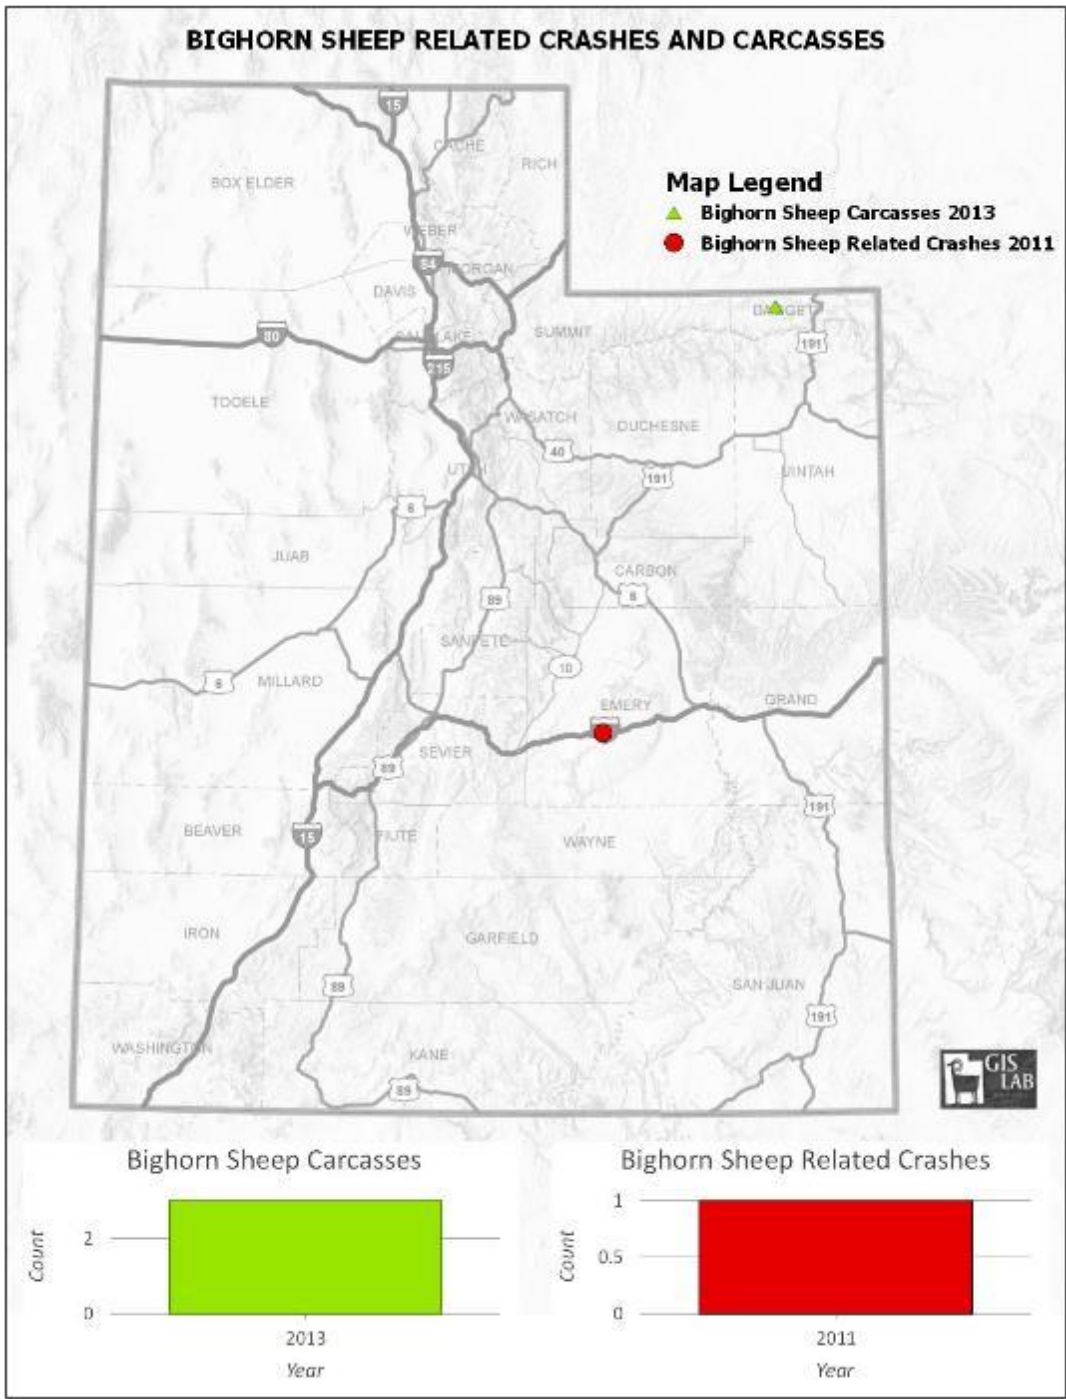 BIGHORN SHEEP RELATED CRASHES AND CARCASSES
15
CACHE
RICH
BOX ELDER
Map Legend
Bighorn Sheep Carcasses 2013
Bighorn Sheep Related Crashes 2011
WEBER
84
MORGAN
DAVIS
DAGGETT
80
SALT LAKE
SUMMIT
191
215
TOOELE
WASATCH
DUCHESNE
40
UTAH
191
UINTAH
6
JUAB
CARBON
89
6
SANPETE
10
6
MILLARD
EMERY
GRAND
SEVIER
89
191
BEAVER
15
PIUTE
WAYNE
IRON
GARFIELD
89
SAN JUAN
191
WASHINGTON
KANE
89
GIS
LAB
Bighorn Sheep Carcasses
Bighorn Sheep Related Crashes
Count
2
0
2013
Year
Count
1
0.5
0
2011
Year